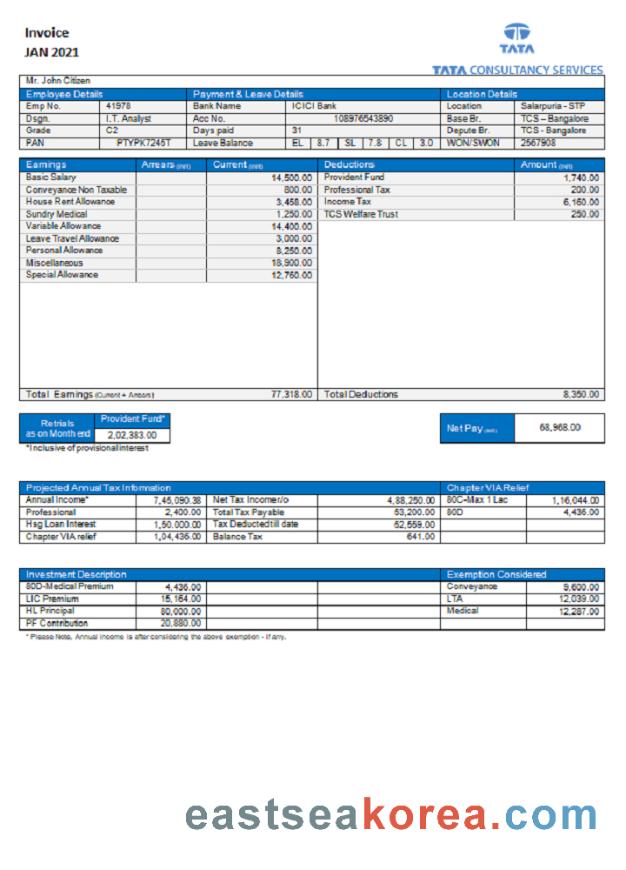 Invoice
JAN 2021
TATA
TATA CONSULTANCY SERVICES
Mr. John Citizen
Employee Details Payment & Leave Details Location Details
Emp No. 41978 Bank Name ICICI Bank Location Salarpuria - STP
Dsgn. I.T. Analyst Acc No. 108976543890 Base Br. TCS – Bangalore
Grade C2 Days paid 31 Depute Br. TCS - Bangalore
PAN PTYPK7245T Leave Balance EL 8.7 SL 7.8 CL 3.0 WON/SWON 2567908
Earnings Arrears (INR) Current (INR) Deductions Amount (INR)
Basic Salary 14,500.00 Provident Fund 1,740.00
Conveyance Non Taxable 800.00 Professional Tax 200.00
House Rent Allowance 3,458.00 Income Tax 6,160.00
Sundry Medical 1,250.00 TCS Welfare Trust 250.00
Variable Allowance 14,400.00
Leave Travel Allowance 3,000.00
Personal Allowance 8,250.00
Miscellaneous 18,900.00
Special Allowance 12,760.00
Total Earnings (Current + Arrears) 77,318.00 Total Deductions 8,350.00
Retrials as on Month end Provident Fund* 2,02,383.00 Net Pay (INR) 68,968.00
*Inclusive of provisional interest
Projected Annual Tax Information Chapter VIA Relief
Annual Income* 7,45,090.38 Net Tax Income r/o 4,88,250.00 80C-Max 1 Lac 1,16,044.00
Professional 2,400.00 Total Tax Payable 53,200.00 80D 4,436.00
Hsg Loan Interest 1,50.000.00 Tax Deducted till date 52,559.00
Chapter VIA relief 1,04,436.00 Balance Tax 641.00
Investment Description Exemption Considered
80D-Medical Premium 4,436.00 Conveyance 9,600.00
LIC Premium 15,164.00 LTA 12,039.00
HL Principal 80,000.00 Medical 12,287.00
PF Contribution 20,880.00
* Please Note, Annual Income is after considering the above exemption - if any.
eastseakorea.com